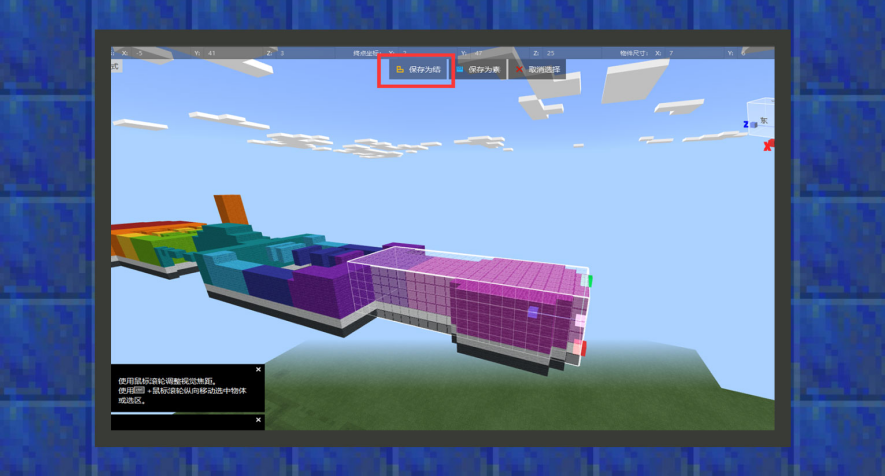 X: -5 Y: 41 Z: 3 终点坐标: Y: 47 Z: 25 物体尺寸: X: 7 Y: 6
式
保存为结 保存为素 取消选择
东
Z
X
使用鼠标滚轮调整视觉焦距。
使用 +鼠标滚轮纵向移动选中物体
或选区。